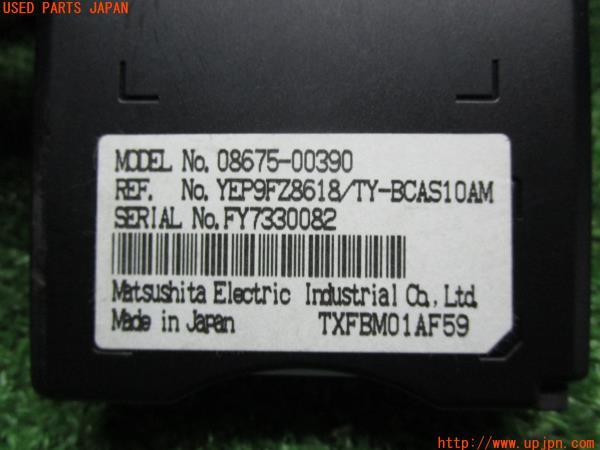 USED PARTS JAPAN
MODEL No. 08675-00390
REF. No. YEP9FZ8618/TY-BCAS10AM
SERIAL No. FY7330082
Matsushita Electric Industrial Co., Ltd.
Made in Japan TXFBM01AF59
http://www.upjpn.com/